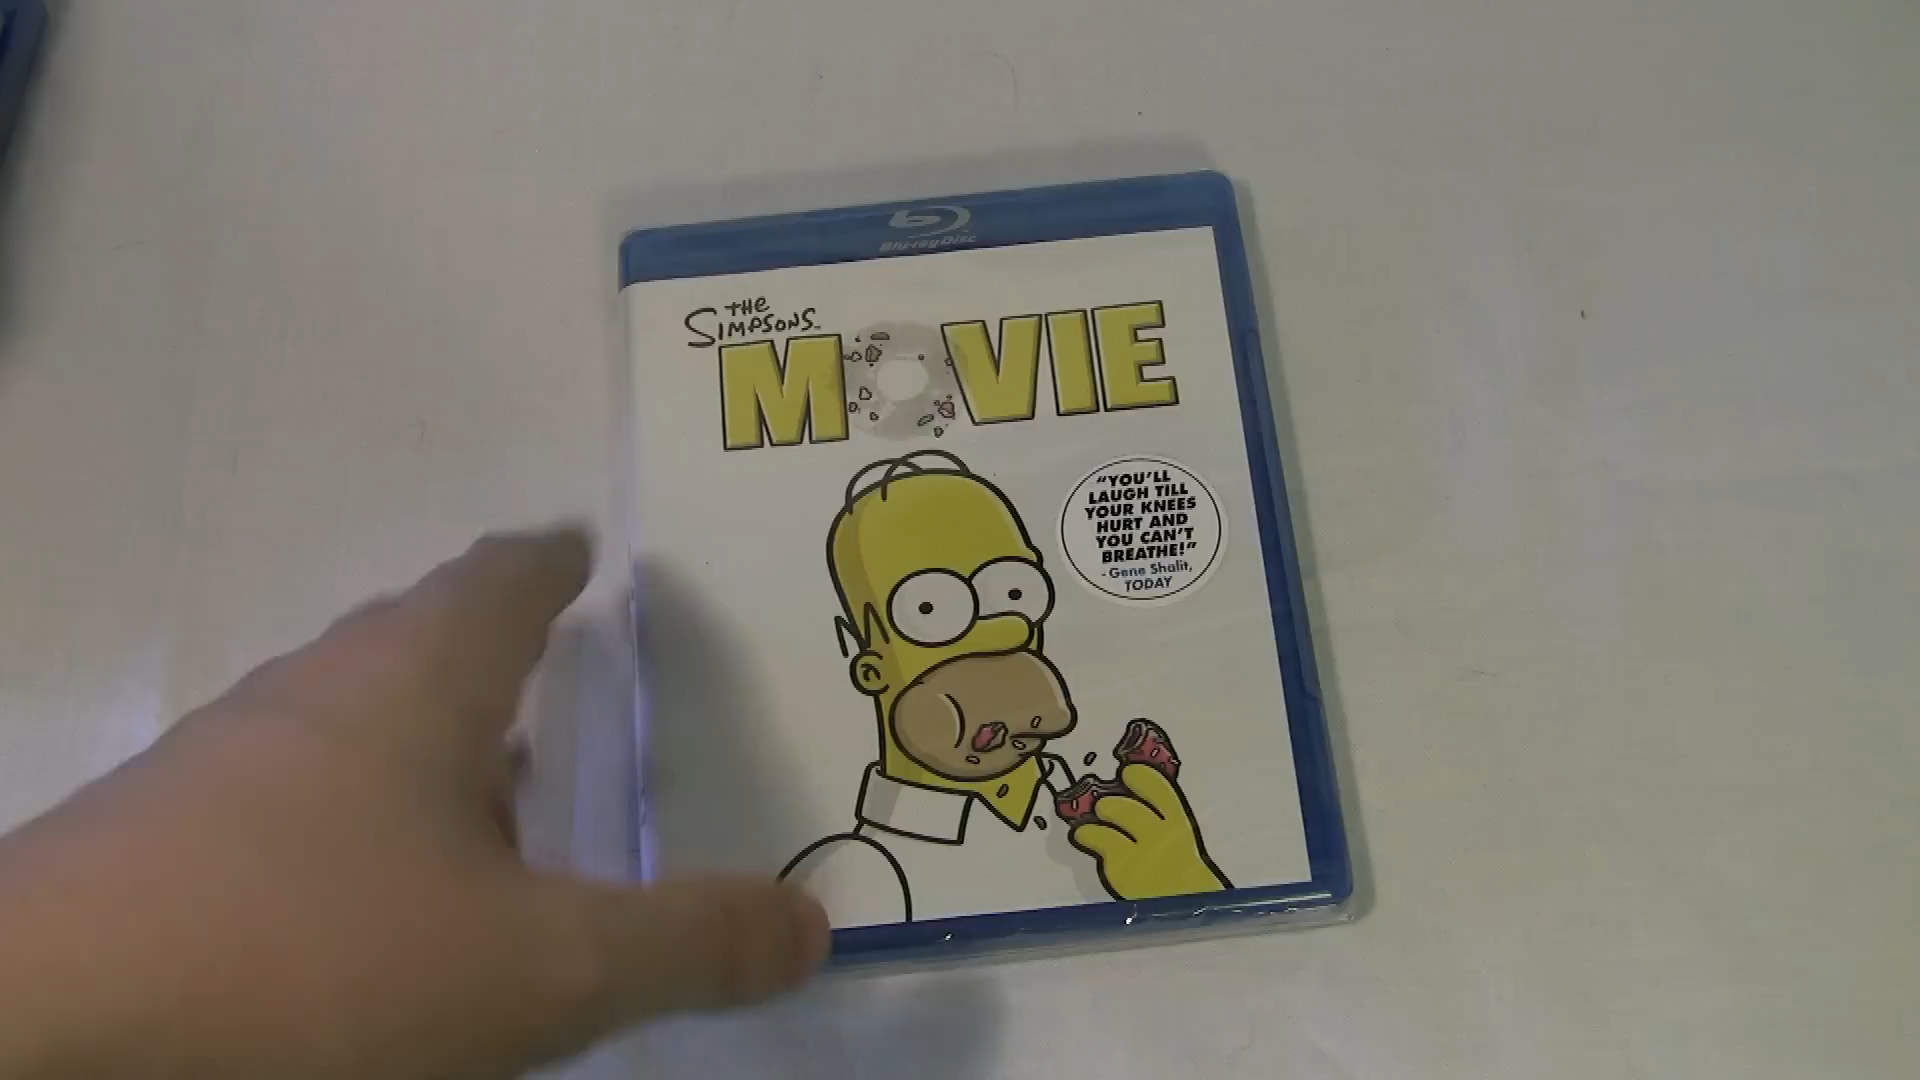 Blu-ray Disc
THE
SIMPSONS™
MOVIE
"YOU'LL
LAUGH TILL
YOUR KNEES
HURT AND
YOU CAN'T
BREATHE!"
- Gene Shalit,
TODAY